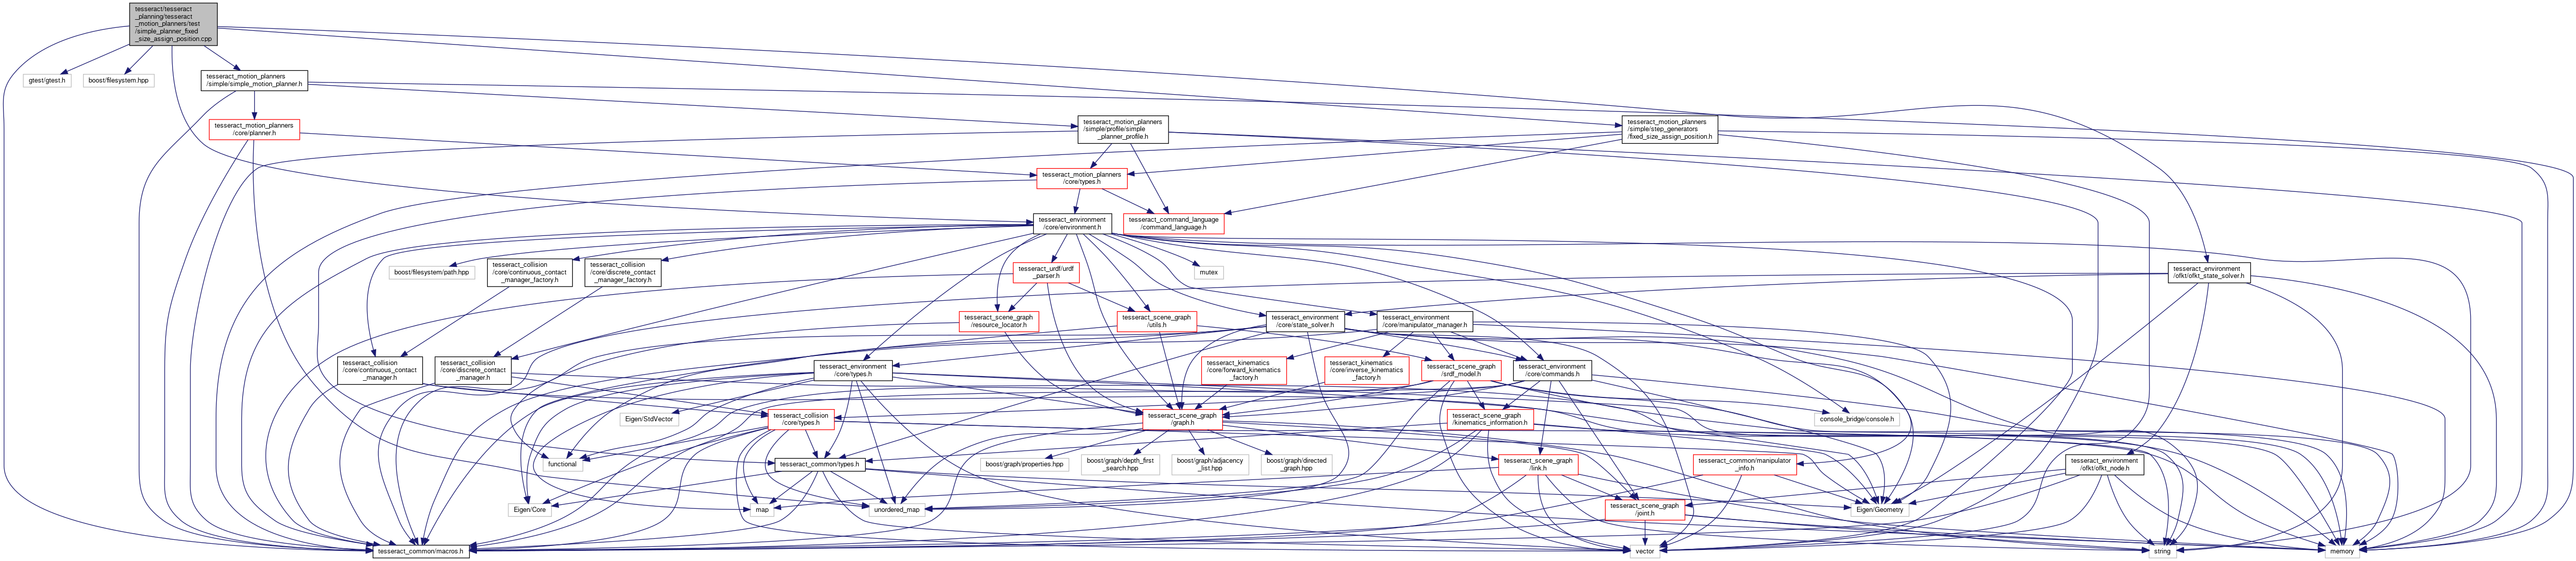 tesseract/tesseract
_planning/tesseract
_motion_planners/test
/simple_planner_fixed
_size_assign_position.cpp
gtest/gtest.h
boost/filesystem.hpp
tesseract_motion_planners
/simple/simple_motion_planner.h
tesseract_motion_planners
/core/planner.h
tesseract_motion_planners
/simple/profile/simple
_planner_profile.h
tesseract_motion_planners
/simple/step_generators
/fixed_size_assign_position.h
tesseract_motion_planners
/core/types.h
tesseract_environment
/core/environment.h
tesseract_command_language
/command_language.h
boost/filesystem/path.hpp
tesseract_collision
/core/continuous_contact
_manager_factory.h
tesseract_collision
/core/discrete_contact
_manager_factory.h
tesseract_urdf/urdf
_parser.h
mutex
tesseract_environment
/ofkt/ofkt_state_solver.h
tesseract_scene_graph
/resource_locator.h
tesseract_scene_graph
/utils.h
tesseract_environment
/core/state_solver.h
tesseract_environment
/core/manipulator_manager.h
tesseract_collision
/core/continuous_contact
_manager.h
tesseract_collision
/core/discrete_contact
_manager.h
tesseract_environment
/core/types.h
tesseract_kinematics
/core/forward_kinematics
_factory.h
tesseract_kinematics
/core/inverse_kinematics
_factory.h
tesseract_scene_graph
/srdf_model.h
tesseract_environment
/core/commands.h
Eigen/StdVector
tesseract_collision
/core/types.h
tesseract_scene_graph
/graph.h
tesseract_scene_graph
/kinematics_information.h
console_bridge/console.h
functional
tesseract_common/types.h
boost/graph/properties.hpp
boost/graph/depth_first
_search.hpp
boost/graph/adjacency
_list.hpp
boost/graph/directed
_graph.hpp
tesseract_scene_graph
/link.h
tesseract_common/manipulator
_info.h
tesseract_environment
/ofkt/ofkt_node.h
Eigen/Core
map
unordered_map
tesseract_scene_graph
/joint.h
Eigen/Geometry
tesseract_common/macros.h
vector
string
memory